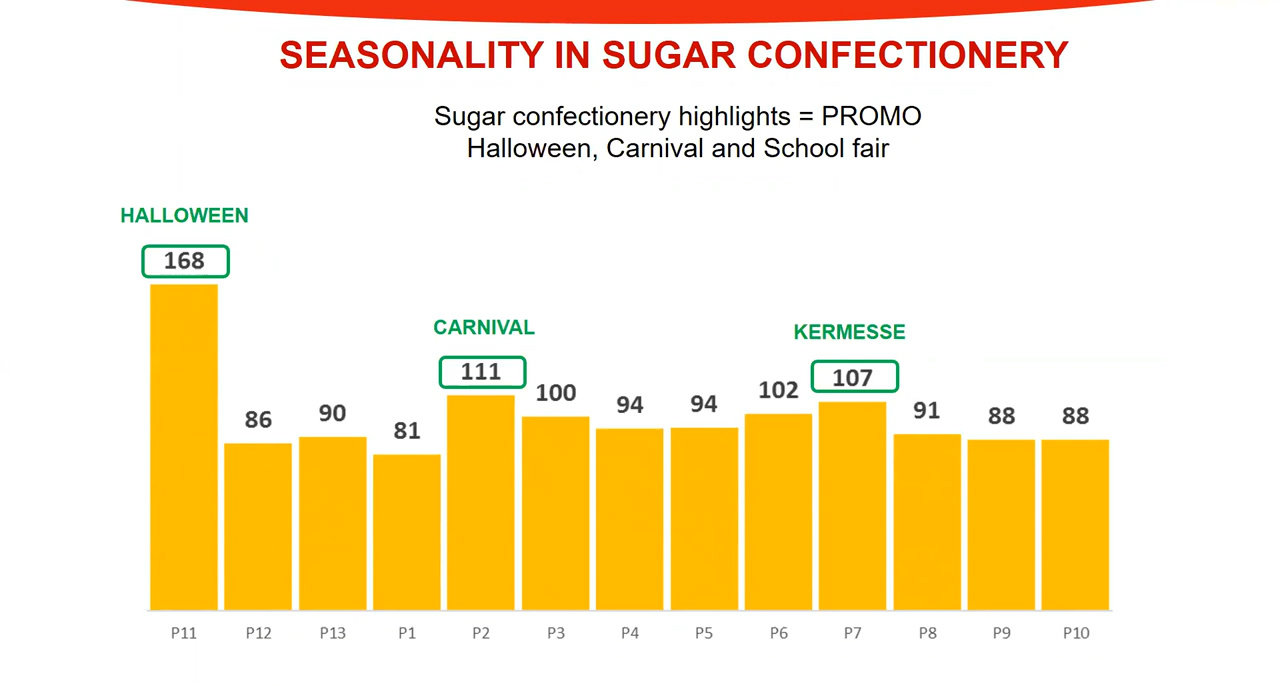 SEASONALITY IN SUGAR CONFECTIONERY
Sugar confectionery highlights = PROMO
Halloween, Carnival and School fair
HALLOWEEN
168
CARNIVAL
KERMESSE
111
107
100
102
94
94
86
90
81
91
88
88
P11 P12 P13 P1 P2 P3 P4 P5 P6 P7 P8 P9 P10